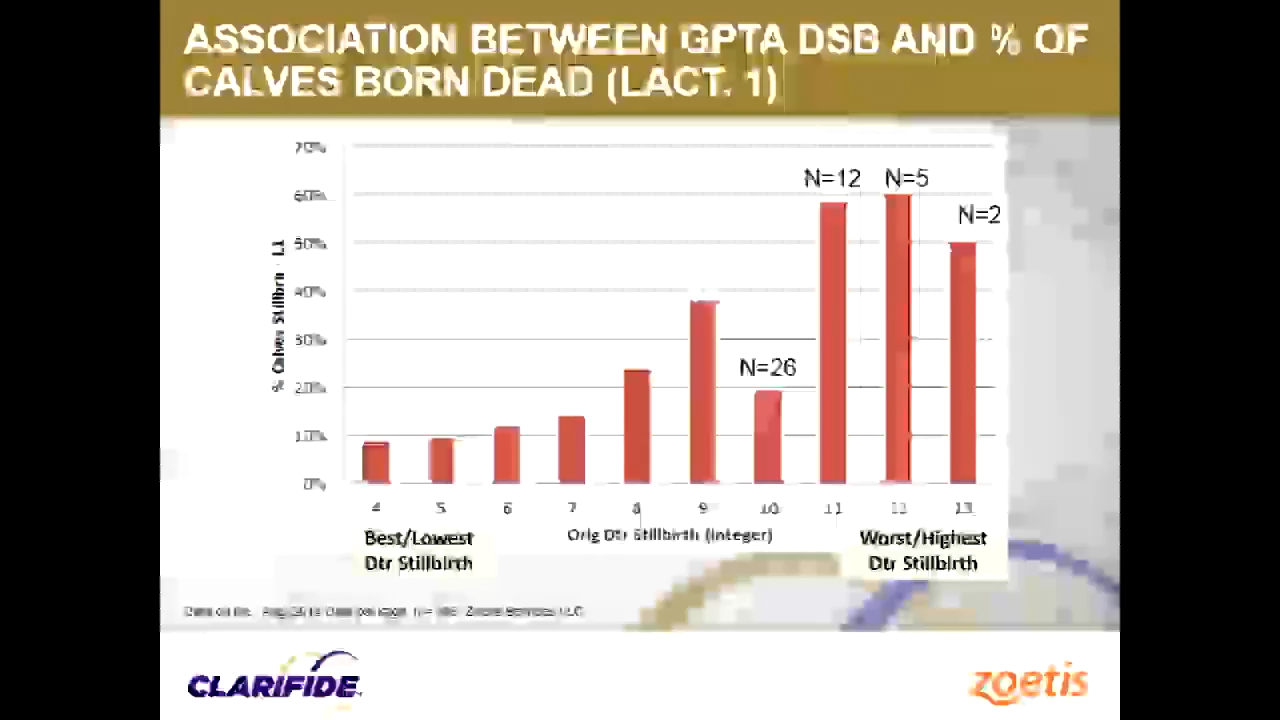 ASSOCIATION BETWEEN GPTA DSB AND % OF
CALVES BORN DEAD (LACT. 1)
70%
60%
50%
40%
30%
20%
10%
0%
% Calves Stillborn - L1
N=26
N=12
N=5
N=2
4 5 6 7 8 9 10 11 13
Best/Lowest
Dtr Stillbirth
Orig Dtr Stillbirth (integer)
Worst/Highest
Dtr Stillbirth
CLARIFIDE
zoetis